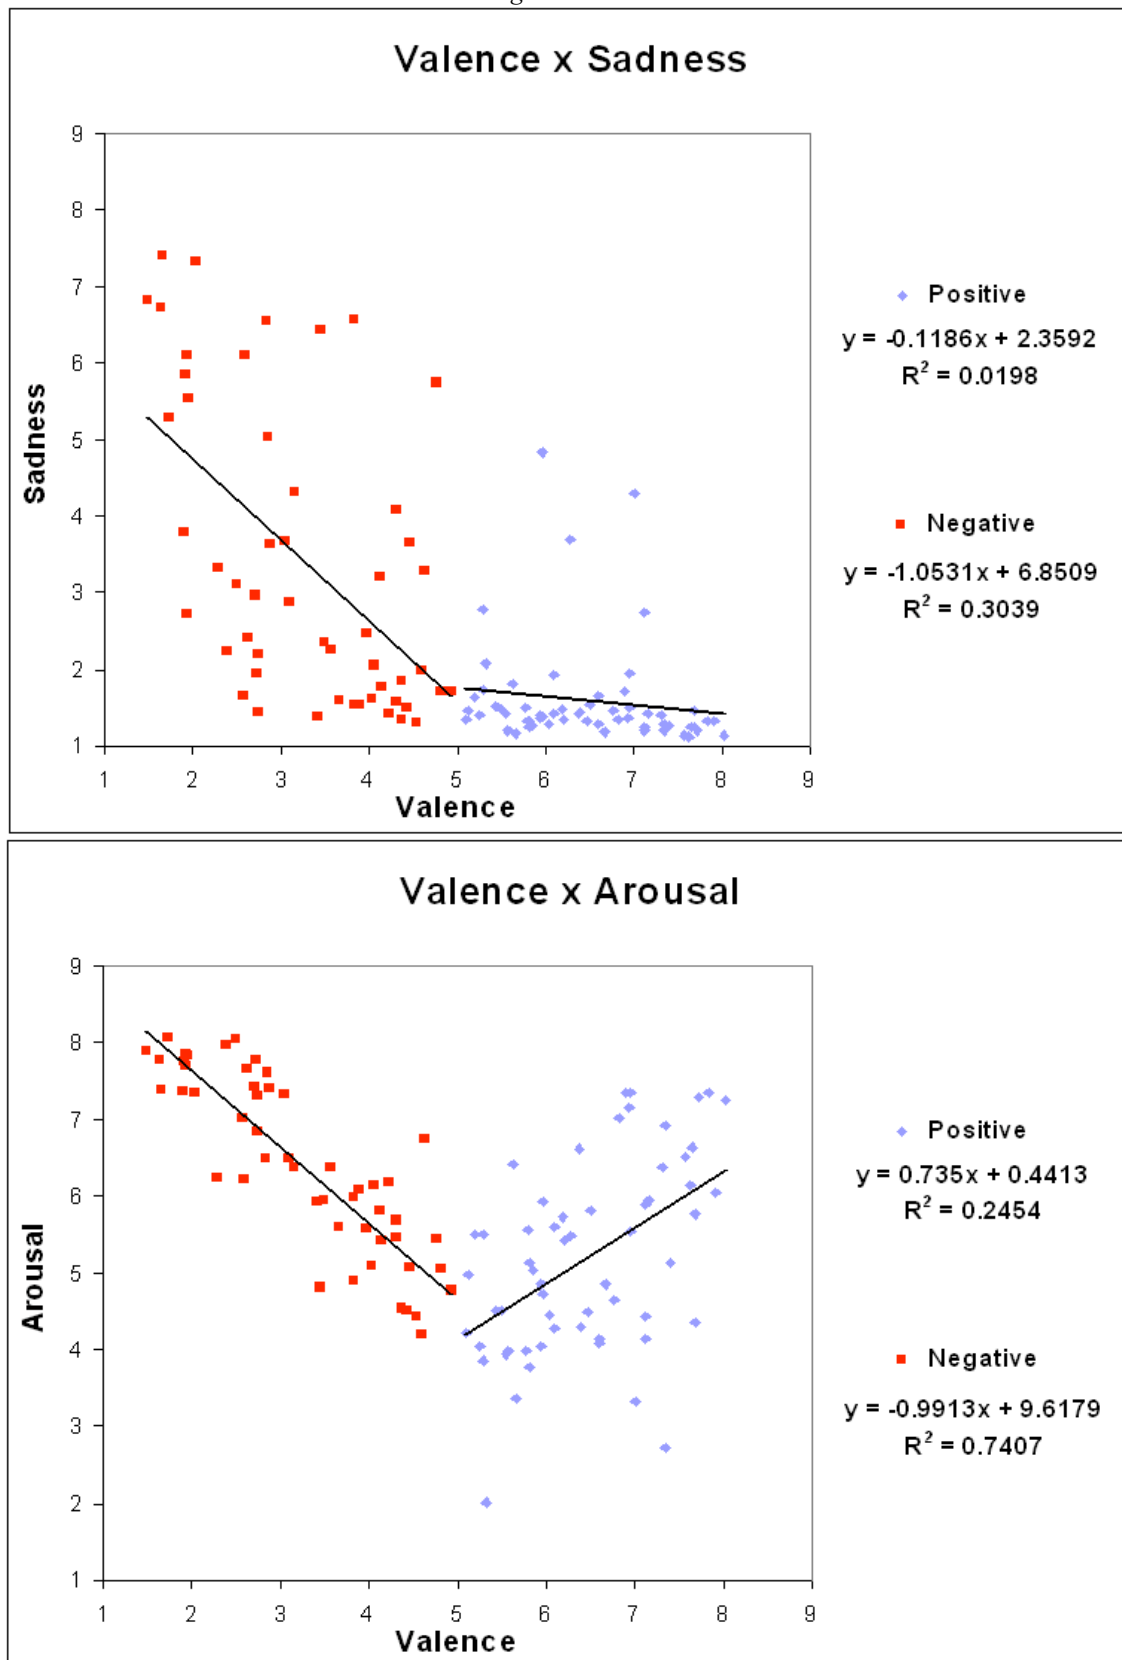 Valence x Sadness
9
8
7
6
5
4
3
2
1
Sadness
1 2 3 4 5 6 7 8 9
Valence
Positive
y = -0.1186x + 2.3592
R² = 0.0198
Negative
y = -1.0531x + 6.8509
R² = 0.3039
Valence x Arousal
9
8
7
6
5
4
3
2
1
Arousal
1 2 3 4 5 6 7 8 9
Valence
Positive
y = 0.735x + 0.4413
R² = 0.2454
Negative
y = -0.9913x + 9.6179
R² = 0.7407